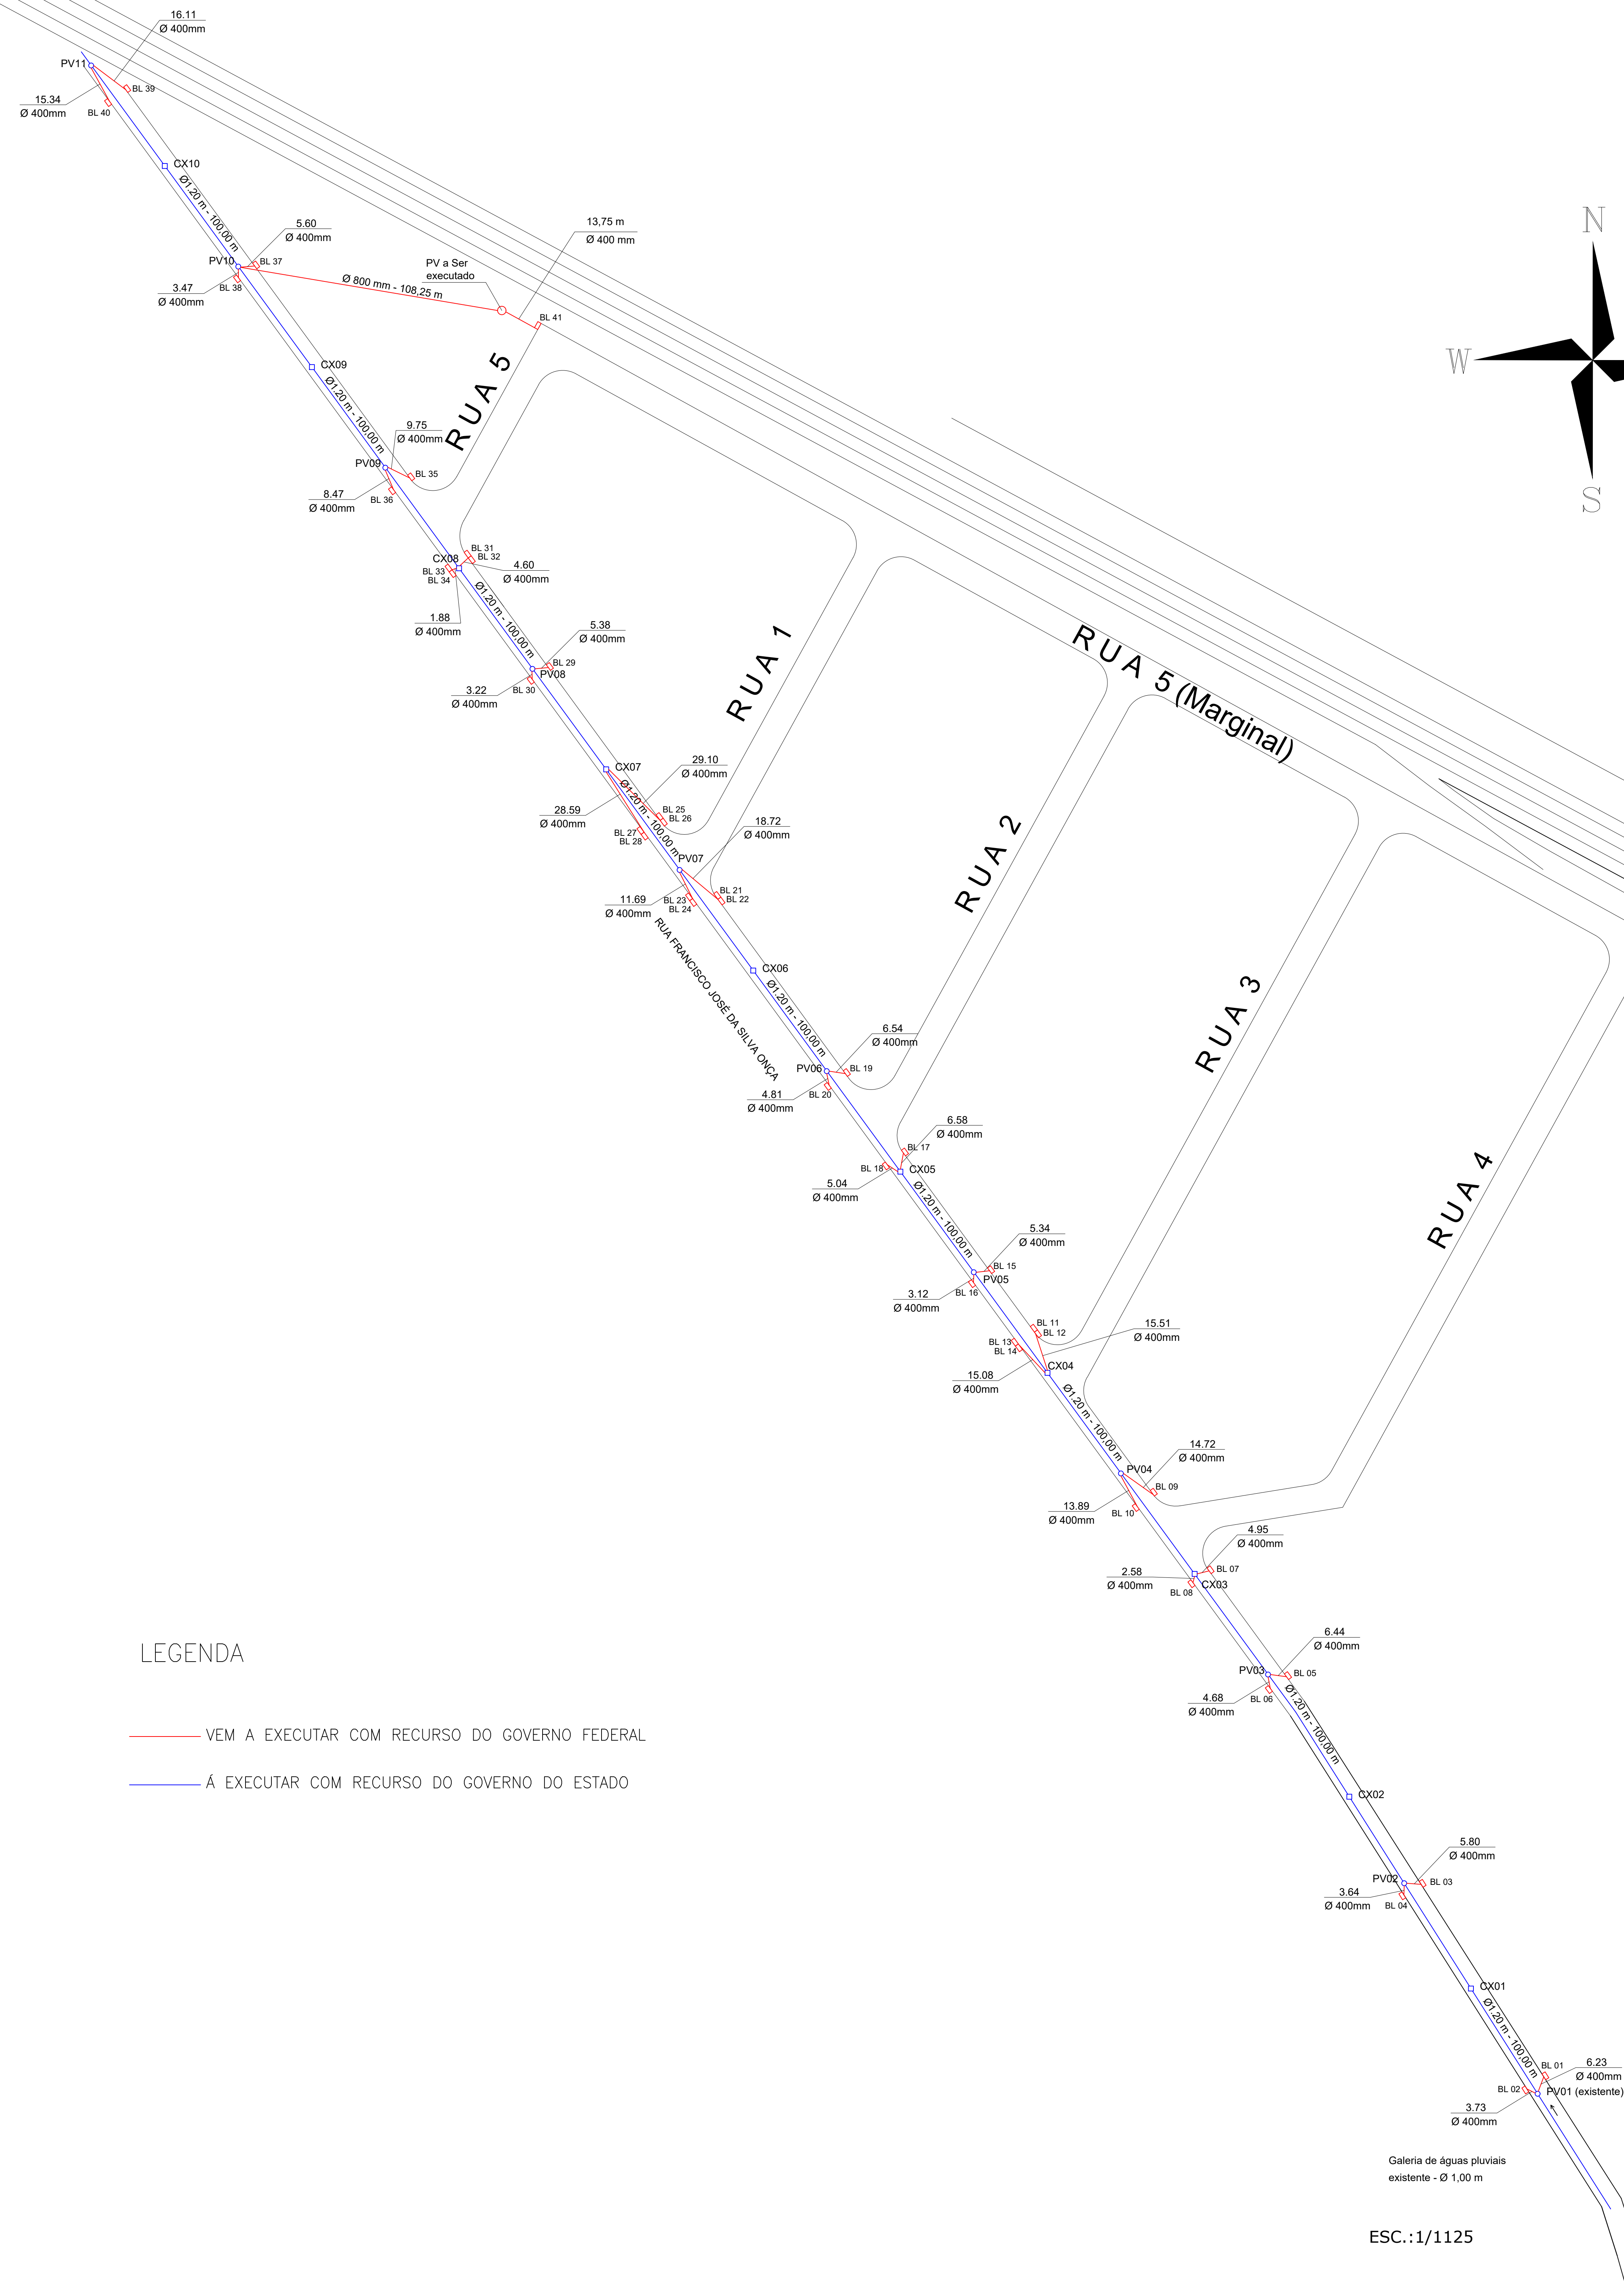 16.11
Ø 400mm
PV11
BL 39
15.34
Ø 400mm
BL 40
CX10
Ø1.20 m - 100,00 m
N
W
S
5.60
Ø 400mm
13,75 m
Ø 400 mm
PV10
BL 37
PV a Ser
executado
3.47
Ø 400mm
BL 38
Ø 800 mm - 108,25 m
BL 41
CX09
Ø1.20 m - 100,00 m
RUA 5
9.75
Ø 400mm
PV09
BL 35
8.47
Ø 400mm
BL 36
BL 31
BL 32
CX08
BL 33
BL 34
4.60
Ø 400mm
Ø1.20 m - 100,00 m
1.88
Ø 400mm
5.38
Ø 400mm
BL 29
PV08
3.22
Ø 400mm
BL 30
RUA 1
RUA 5 (Marginal)
CX07
29.10
Ø 400mm
Ø1.20 m - 100,00 m
28.59
Ø 400mm
BL 25
BL 26
BL 27
BL 28
18.72
Ø 400mm
PV07
BL 21
BL 22
11.69
Ø 400mm
BL 23
BL 24
RUA 2
RUA FRANCISCO JOSÉ DA SILVA ONÇA
CX06
Ø1.20 m - 100,00 m
RUA 3
6.54
Ø 400mm
PV06
BL 19
4.81
Ø 400mm
BL 20
6.58
Ø 400mm
BL 17
BL 18
CX05
5.04
Ø 400mm
Ø1.20 m - 100,00 m
RUA 4
5.34
Ø 400mm
BL 15
PV05
3.12
Ø 400mm
BL 16
BL 11
BL 12
15.51
Ø 400mm
BL 13
BL 14
CX04
15.08
Ø 400mm
Ø1.20 m - 100,00 m
14.72
Ø 400mm
PV04
BL 09
13.89
Ø 400mm
BL 10
4.95
Ø 400mm
BL 07
2.58
Ø 400mm
CX03
BL 08
6.44
Ø 400mm
PV03
BL 05
4.68
Ø 400mm
BL 06
Ø1.20 m - 100,00 m
LEGENDA
VEM A EXECUTAR COM RECURSO DO GOVERNO FEDERAL
Á EXECUTAR COM RECURSO DO GOVERNO DO ESTADO
CX02
5.80
Ø 400mm
PV02
BL 03
3.64
Ø 400mm
BL 04
CX01
Ø1.20 m - 100,00 m
BL 01
6.23
Ø 400mm
BL 02
PV01 (existente)
3.73
Ø 400mm
Galeria de águas pluviais
existente - Ø 1,00 m
ESC.:1/1125